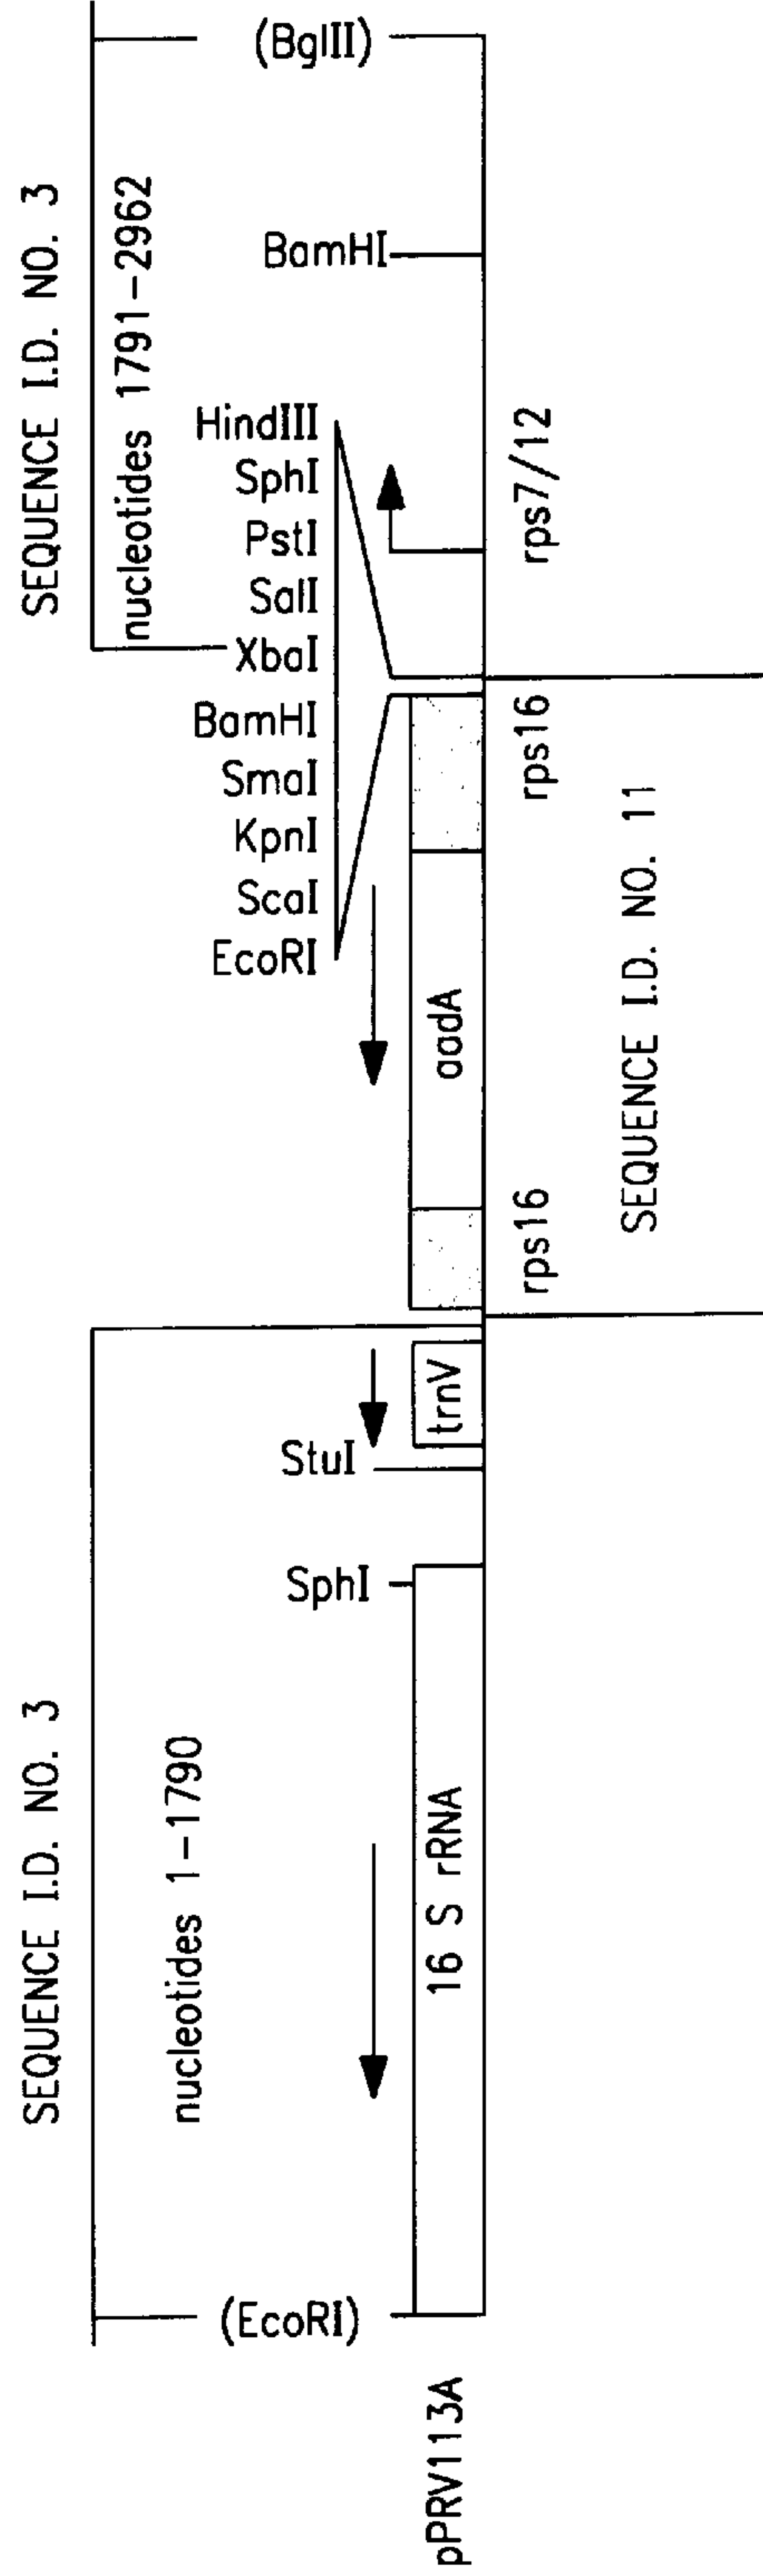 SEQUENCE I.D. NO. 3
SEQUENCE I.D. NO. 3
nucleotides 1791-2962
nucleotides 1-1790
(EcoRI)
SphI
StuI
EcoRI
ScaI
KpnI
SmaI
BamHI
XbaI
SalI
PstI
SphI
HindIII
BamHI
(BglII)
pPRV113A
16 S rRNA
trnV
aadA
rps16
rps16
rps7/12
SEQUENCE I.D. NO. 11